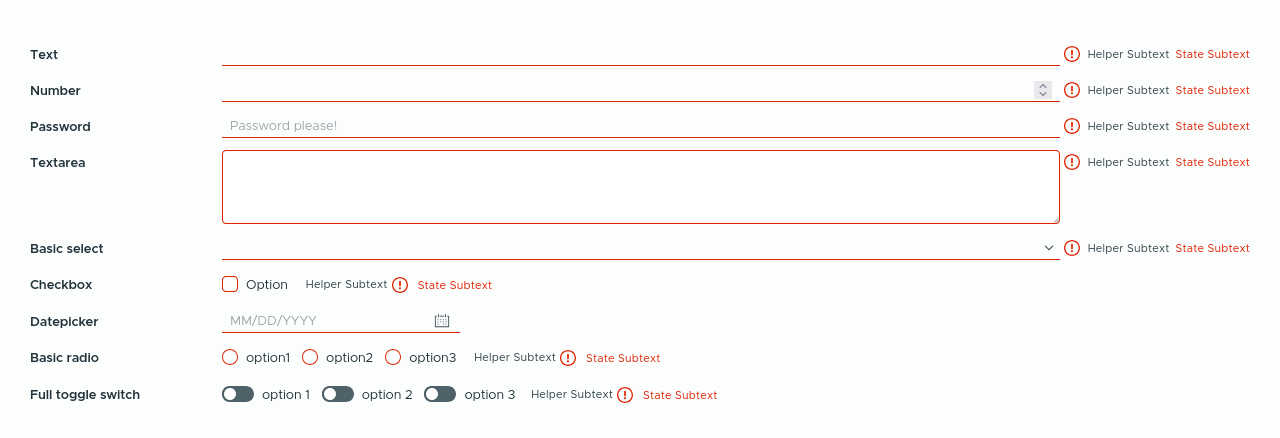 Text Helper Subtext State Subtext
Number Helper Subtext State Subtext
Password Password please! Helper Subtext State Subtext
Textarea Helper Subtext State Subtext
Basic select Helper Subtext State Subtext
Checkbox Option Helper Subtext State Subtext
Datepicker MM/DD/YYYY
Basic radio option1 option2 option3 Helper Subtext State Subtext
Full toggle switch option 1 option 2 option 3 Helper Subtext State Subtext